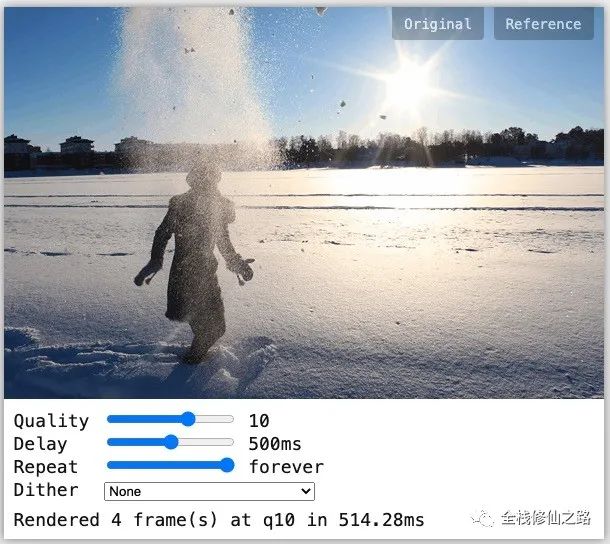 Original Reference
Quality 10
Delay 500ms
Repeat forever
Dither None
Rendered 4 frame(s) at q10 in 514.28ms
全栈修仙之路